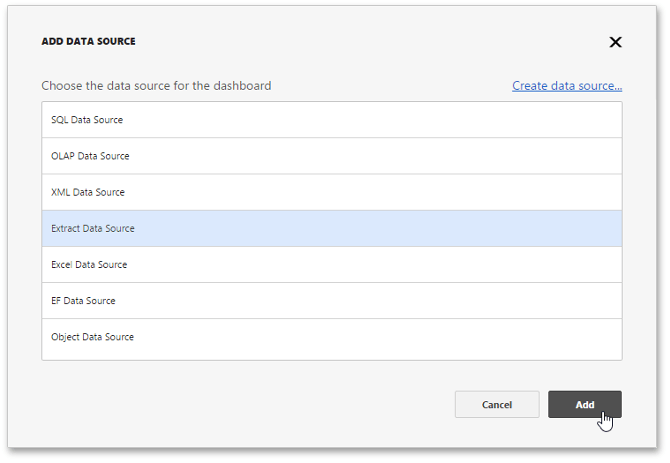 ADD DATA SOURCE
Choose the data source for the dashboard
Create data source...
SQL Data Source
OLAP Data Source
XML Data Source
Extract Data Source
Excel Data Source
EF Data Source
Object Data Source
Cancel
Add